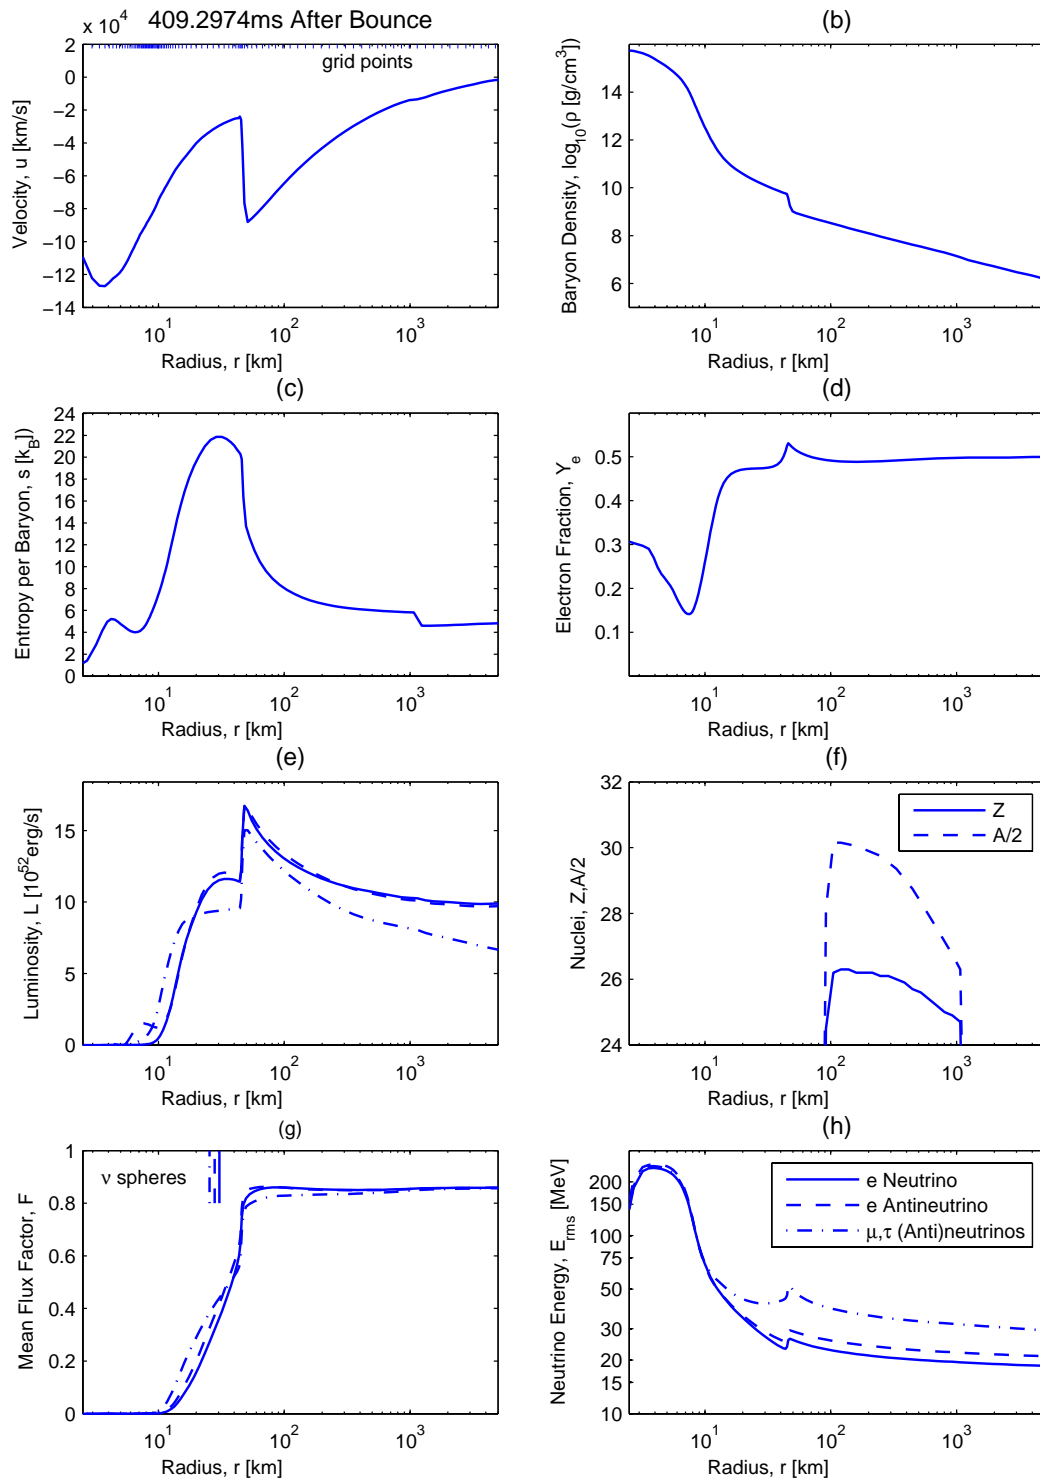 409.2974ms After Bounce
x 10^4
2
0
−2
−4
−6
−8
−10
−12
−14
grid points
Velocity, u [km/s]
10^1 10^2 10^3
Radius, r [km]
(b)
14
12
10
8
6
Baryon Density, log_10(ρ [g/cm^3])
10^1 10^2 10^3
Radius, r [km]
(c)
24
22
20
18
16
14
12
10
8
6
4
2
0
Entropy per Baryon, s [k_B])
10^1 10^2 10^3
Radius, r [km]
(d)
0.5
0.4
0.3
0.2
0.1
Electron Fraction, Y_e
10^1 10^2 10^3
Radius, r [km]
(e)
15
10
5
0
Luminosity, L [10^52erg/s]
10^1 10^2 10^3
Radius, r [km]
(f)
32
30
28
26
24
Z
A/2
Nuclei, Z,A/2
10^1 10^2 10^3
Radius, r [km]
(g)
1
0.8
0.6
0.4
0.2
0
ν spheres
Mean Flux Factor, F
10^1 10^2 10^3
Radius, r [km]
(h)
200
150
100
75
50
30
20
15
10
e Neutrino
e Antineutrino
μ,τ (Anti)neutrinos
Neutrino Energy, E_rms [MeV]
10^1 10^2 10^3
Radius, r [km]